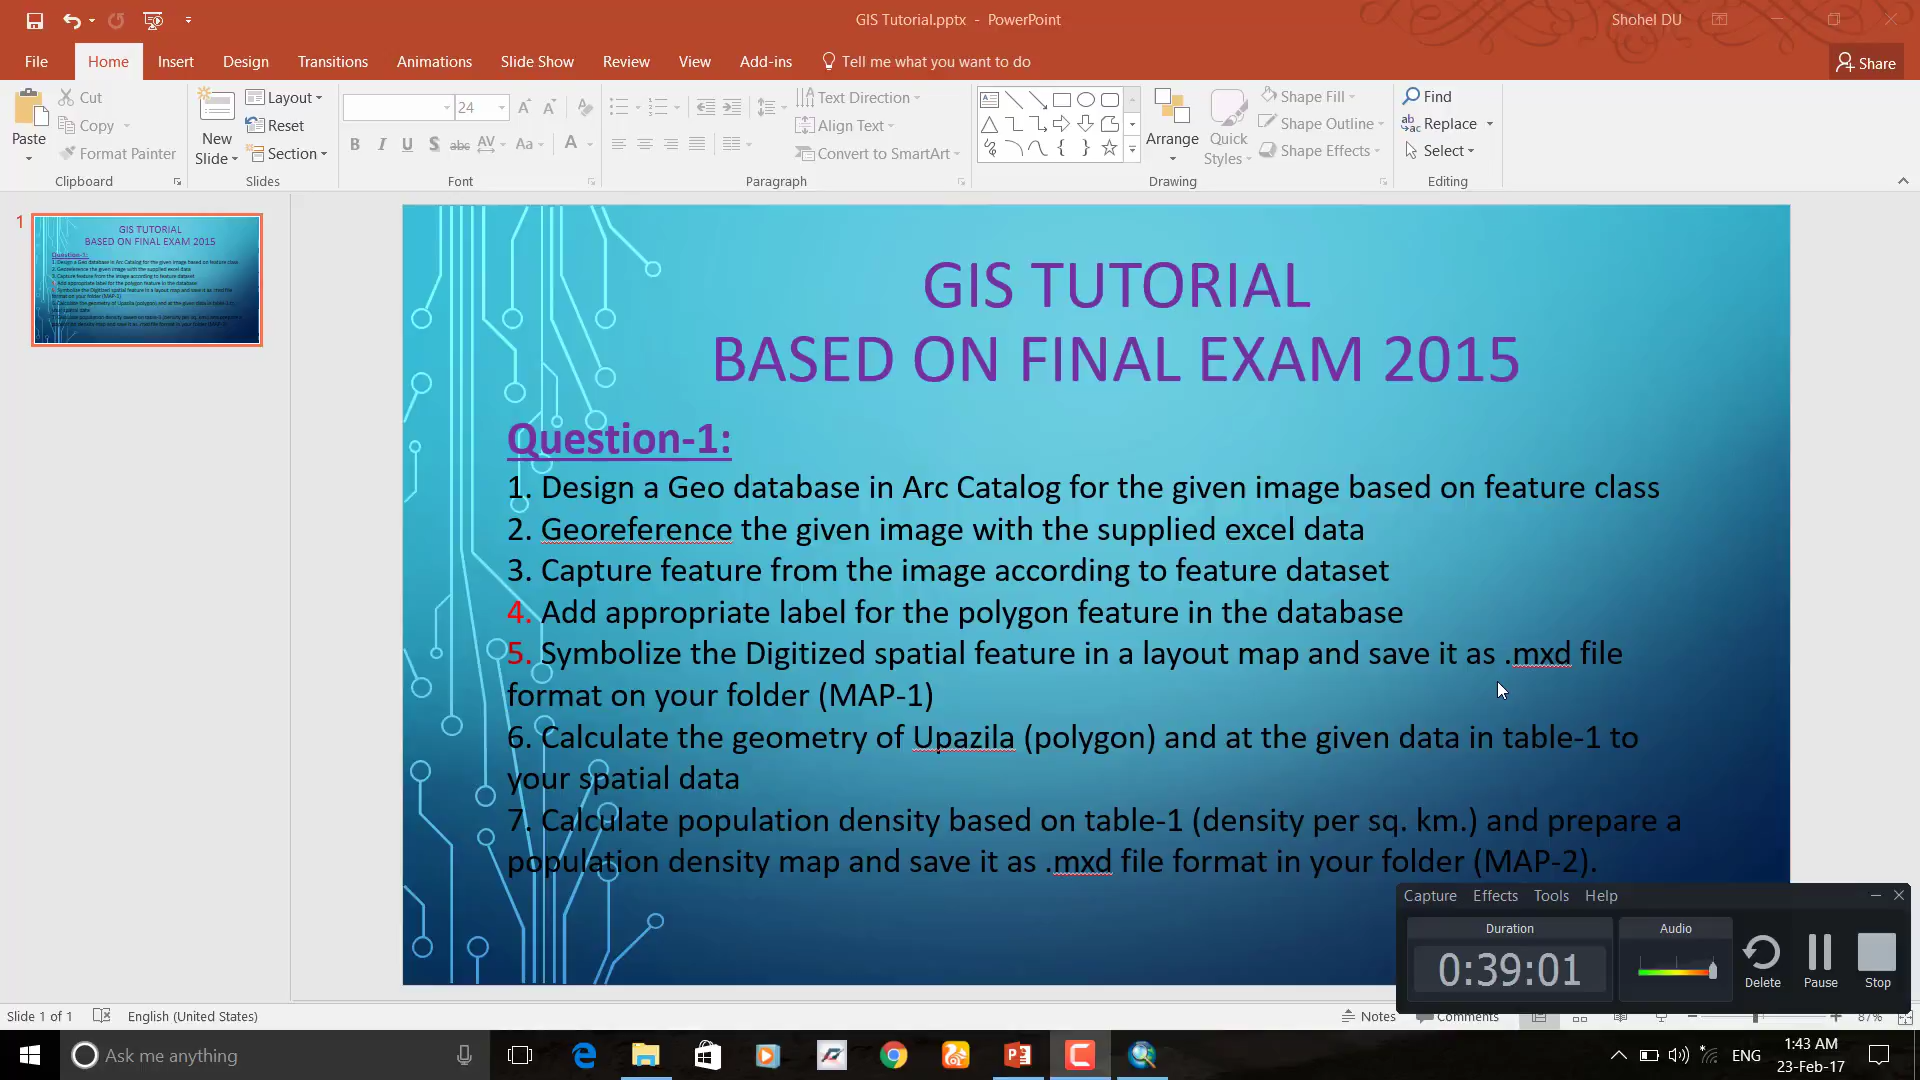 GIS Tutorial.pptx - PowerPoint
Shohel DU
File Home Insert Design Transitions Animations Slide Show Review View Add-ins Tell me what you want to do Share
Paste
Cut
Copy
Format Painter
Clipboard
New Slide
Layout
Reset
Section
Slides
24
Font
Text Direction
Align Text
Convert to SmartArt
Paragraph
Arrange
Quick Styles
Shape Fill
Shape Outline
Shape Effects
Drawing
Find
Replace
Select
Editing
1
GIS TUTORIAL
BASED ON FINAL EXAM 2015
Question-1:
1. Design a Geo database in Arc Catalog for the given image based on feature class
2. Georeference the given image with the supplied excel data
3. Capture feature from the image according to feature dataset
4. Add appropriate label for the polygon feature in the database
5. Symbolize the Digitized spatial feature in a layout map and save it as .mxd file
format on your folder (MAP-1)
6. Calculate the geometry of Upazila (polygon) and at the given data in table-1 to
your spatial data
7. Calculate population density based on table-1 (density per sq. km.) and prepare a
population density map and save it as .mxd file format in your folder (MAP-2).
Capture Effects Tools Help
Duration
0:39:01
Audio
Delete
Pause
Stop
Slide 1 of 1 English (United States) Notes Comments 87%
Ask me anything
ENG
1:43 AM
23-Feb-17